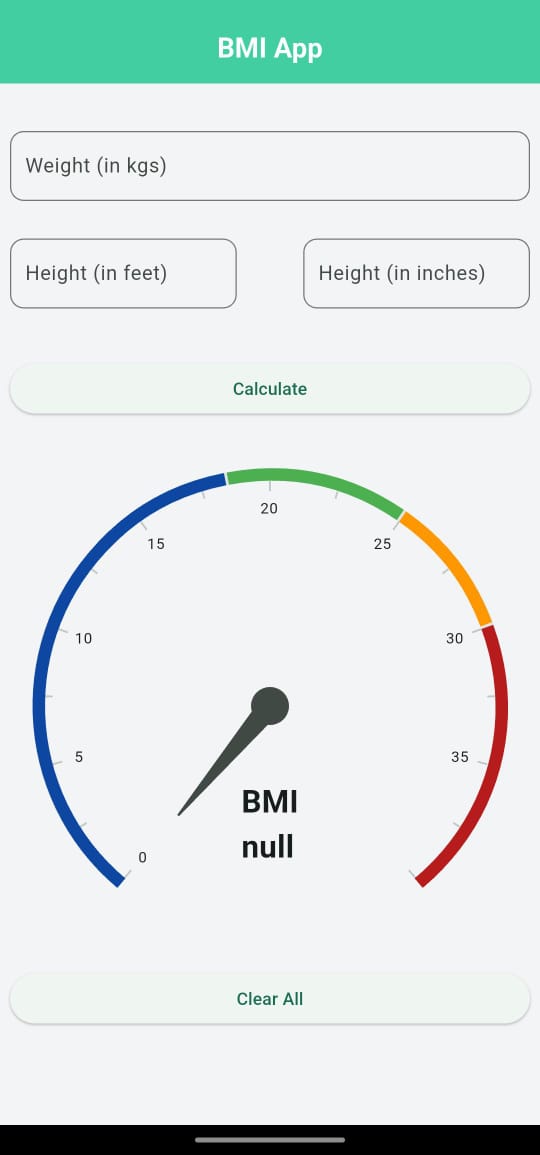 BMI App
Weight (in kgs)
Height (in feet) Height (in inches)
Calculate
20
15 25
10 30
5 35
BMI
null
0
Clear All